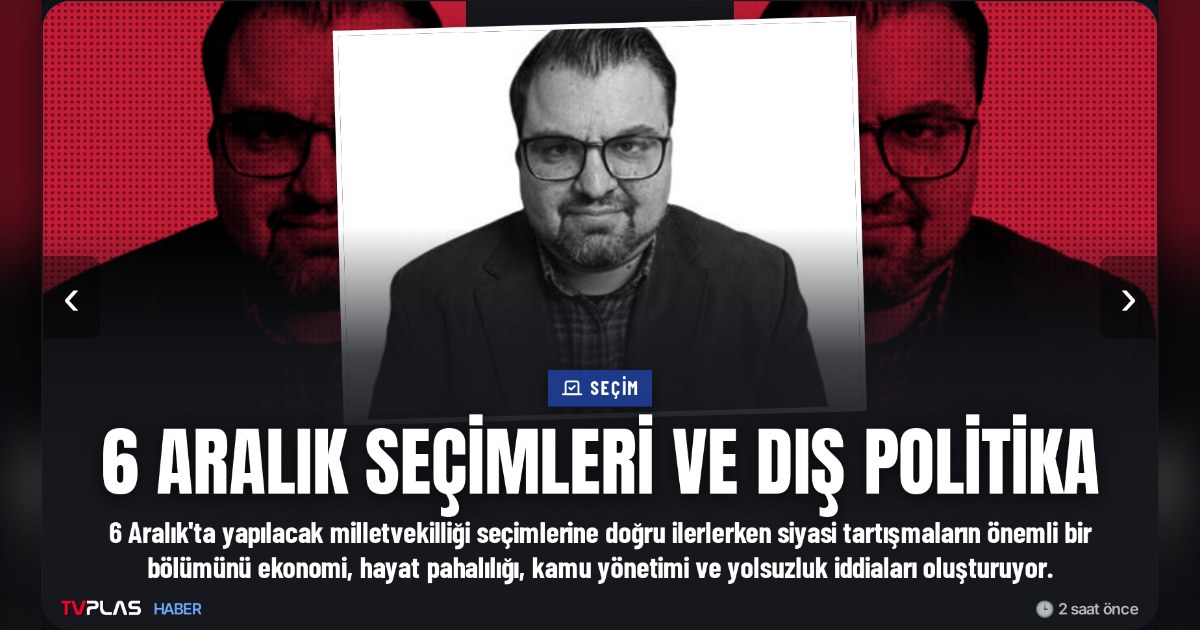 SEÇİM
6 ARALIK SEÇİMLERİ VE DIŞ POLİTİKA
6 Aralık'ta yapılacak milletvekilliği seçimlerine doğru ilerlerken siyasi tartışmaların önemli bir
bölümünü ekonomi, hayat pahalılığı, kamu yönetimi ve yolsuzluk iddiaları oluşturuyor.
TVPLAS HABER
2 saat önce